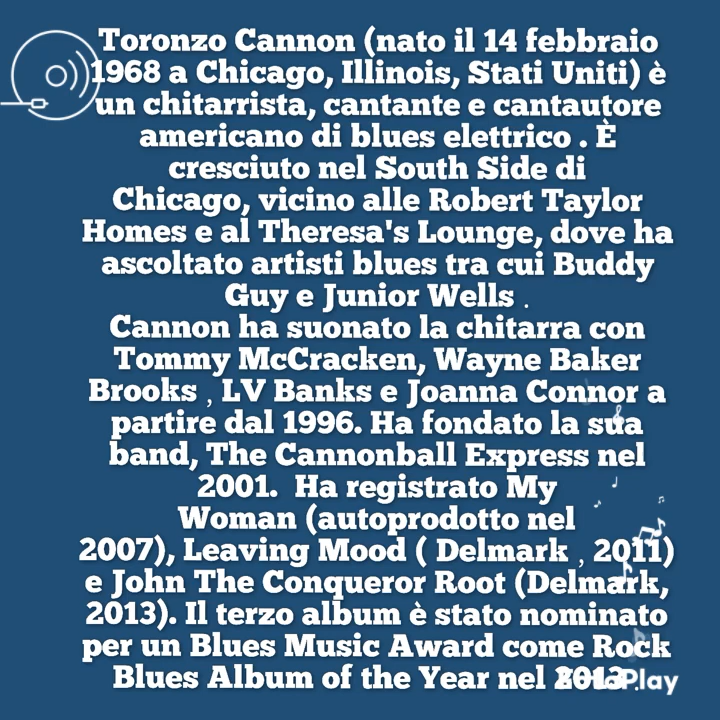 Toronzo Cannon (nato il 14 febbraio
1968 a Chicago, Illinois, Stati Uniti) è
un chitarrista, cantante e cantautore
americano di blues elettrico . È
cresciuto nel South Side di
Chicago, vicino alle Robert Taylor
Homes e al Theresa's Lounge, dove ha
ascoltato artisti blues tra cui Buddy
Guy e Junior Wells .
Cannon ha suonato la chitarra con
Tommy McCracken, Wayne Baker
Brooks , LV Banks e Joanna Connor a
partire dal 1996. Ha fondato la sua
band, The Cannonball Express nel
2001. Ha registrato My
Woman (autoprodotto nel
2007), Leaving Mood ( Delmark , 2011)
e John The Conqueror Root (Delmark,
2013). Il terzo album è stato nominato
per un Blues Music Award come Rock
Blues Album of the Year nel 2013 .